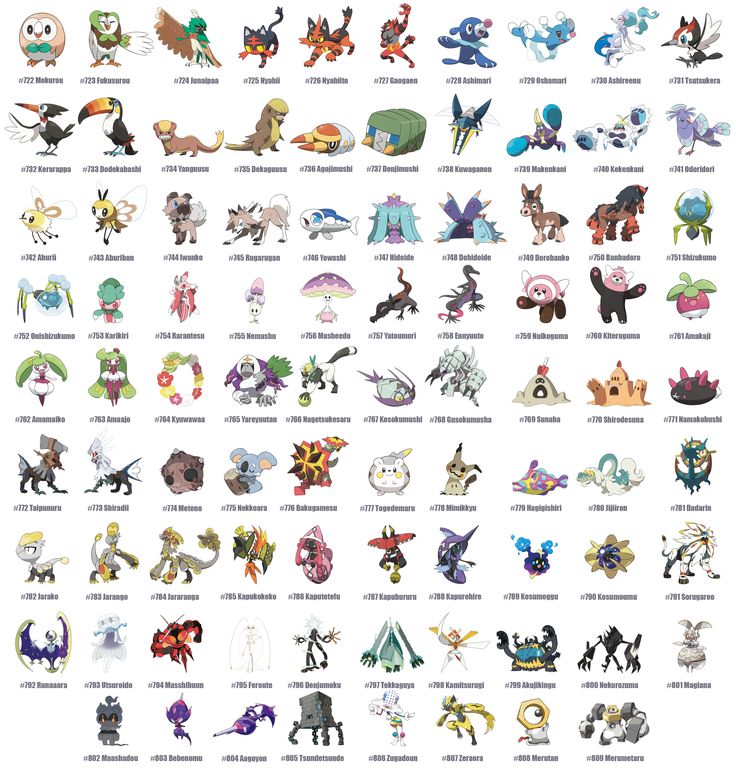 #722 Mokurou #723 Fukusurou #724 Junaipaa #725 Nyabii #726 Nyahiito #727 Gaogaen #728 Ashimari #729 Oshamari #730 Ashireenu #731 Tsutsukera
#732 Kerarappa #733 Dodekabashi #734 Yanguusu #735 Dekaguusu #736 Agojimushi #737 Denjimushi #738 Kuwaganon #739 Makenkani #740 Kekenkani #741 Odoridori
#742 Aburii #743 Aburibon #744 Iwanko #745 Rugarugan #746 Yowashi #747 Hidoide #748 Dohidoide #749 Dorobanko #750 Banbadoro #751 Shizukumo
#752 Onishizukumo #753 Karikiri #754 Rarantesu #755 Nemashu #756 Masheedo #757 Yatoumori #758 Ennyuuto #759 Nuikoguma #760 Kiteruguma #761 Amakaji
#762 Amamaiko #763 Amaajo #764 Kyuwawaa #765 Yareyuutan #766 Nagetsukesaru #767 Kosokumushi #768 Gusokumusha #769 Sunaba #770 Shirodesuna #771 Namakobushi
#772 Taipunuru #773 Shiradii #774 Meteno #775 Nekkoara #776 Bakugamesu #777 Togedemaru #778 Mimikkyu #779 Hagigishiri #780 Jijiiron #781 Dadarin
#782 Jarako #783 Jarango #784 Jararanga #785 Kapukokeko #786 Kaputetefu #787 Kapubururu #788 Kapurehire #789 Kosumoggu #790 Kosumoumu #791 Sorugareo
#792 Runaaara #793 Utsuroido #794 Masshibuun #795 Feroute #796 Denjumoku #797 Tekkaguya #798 Kamitsurugi #799 Akujikingu #800 Nekurozuma #801 Magiana
#802 Maashadou #803 Bebenomu #804 Aagoyon #805 Tsundetsunde #806 Zugadoun #807 Zeraora #808 Merutan #809 Merumetaru